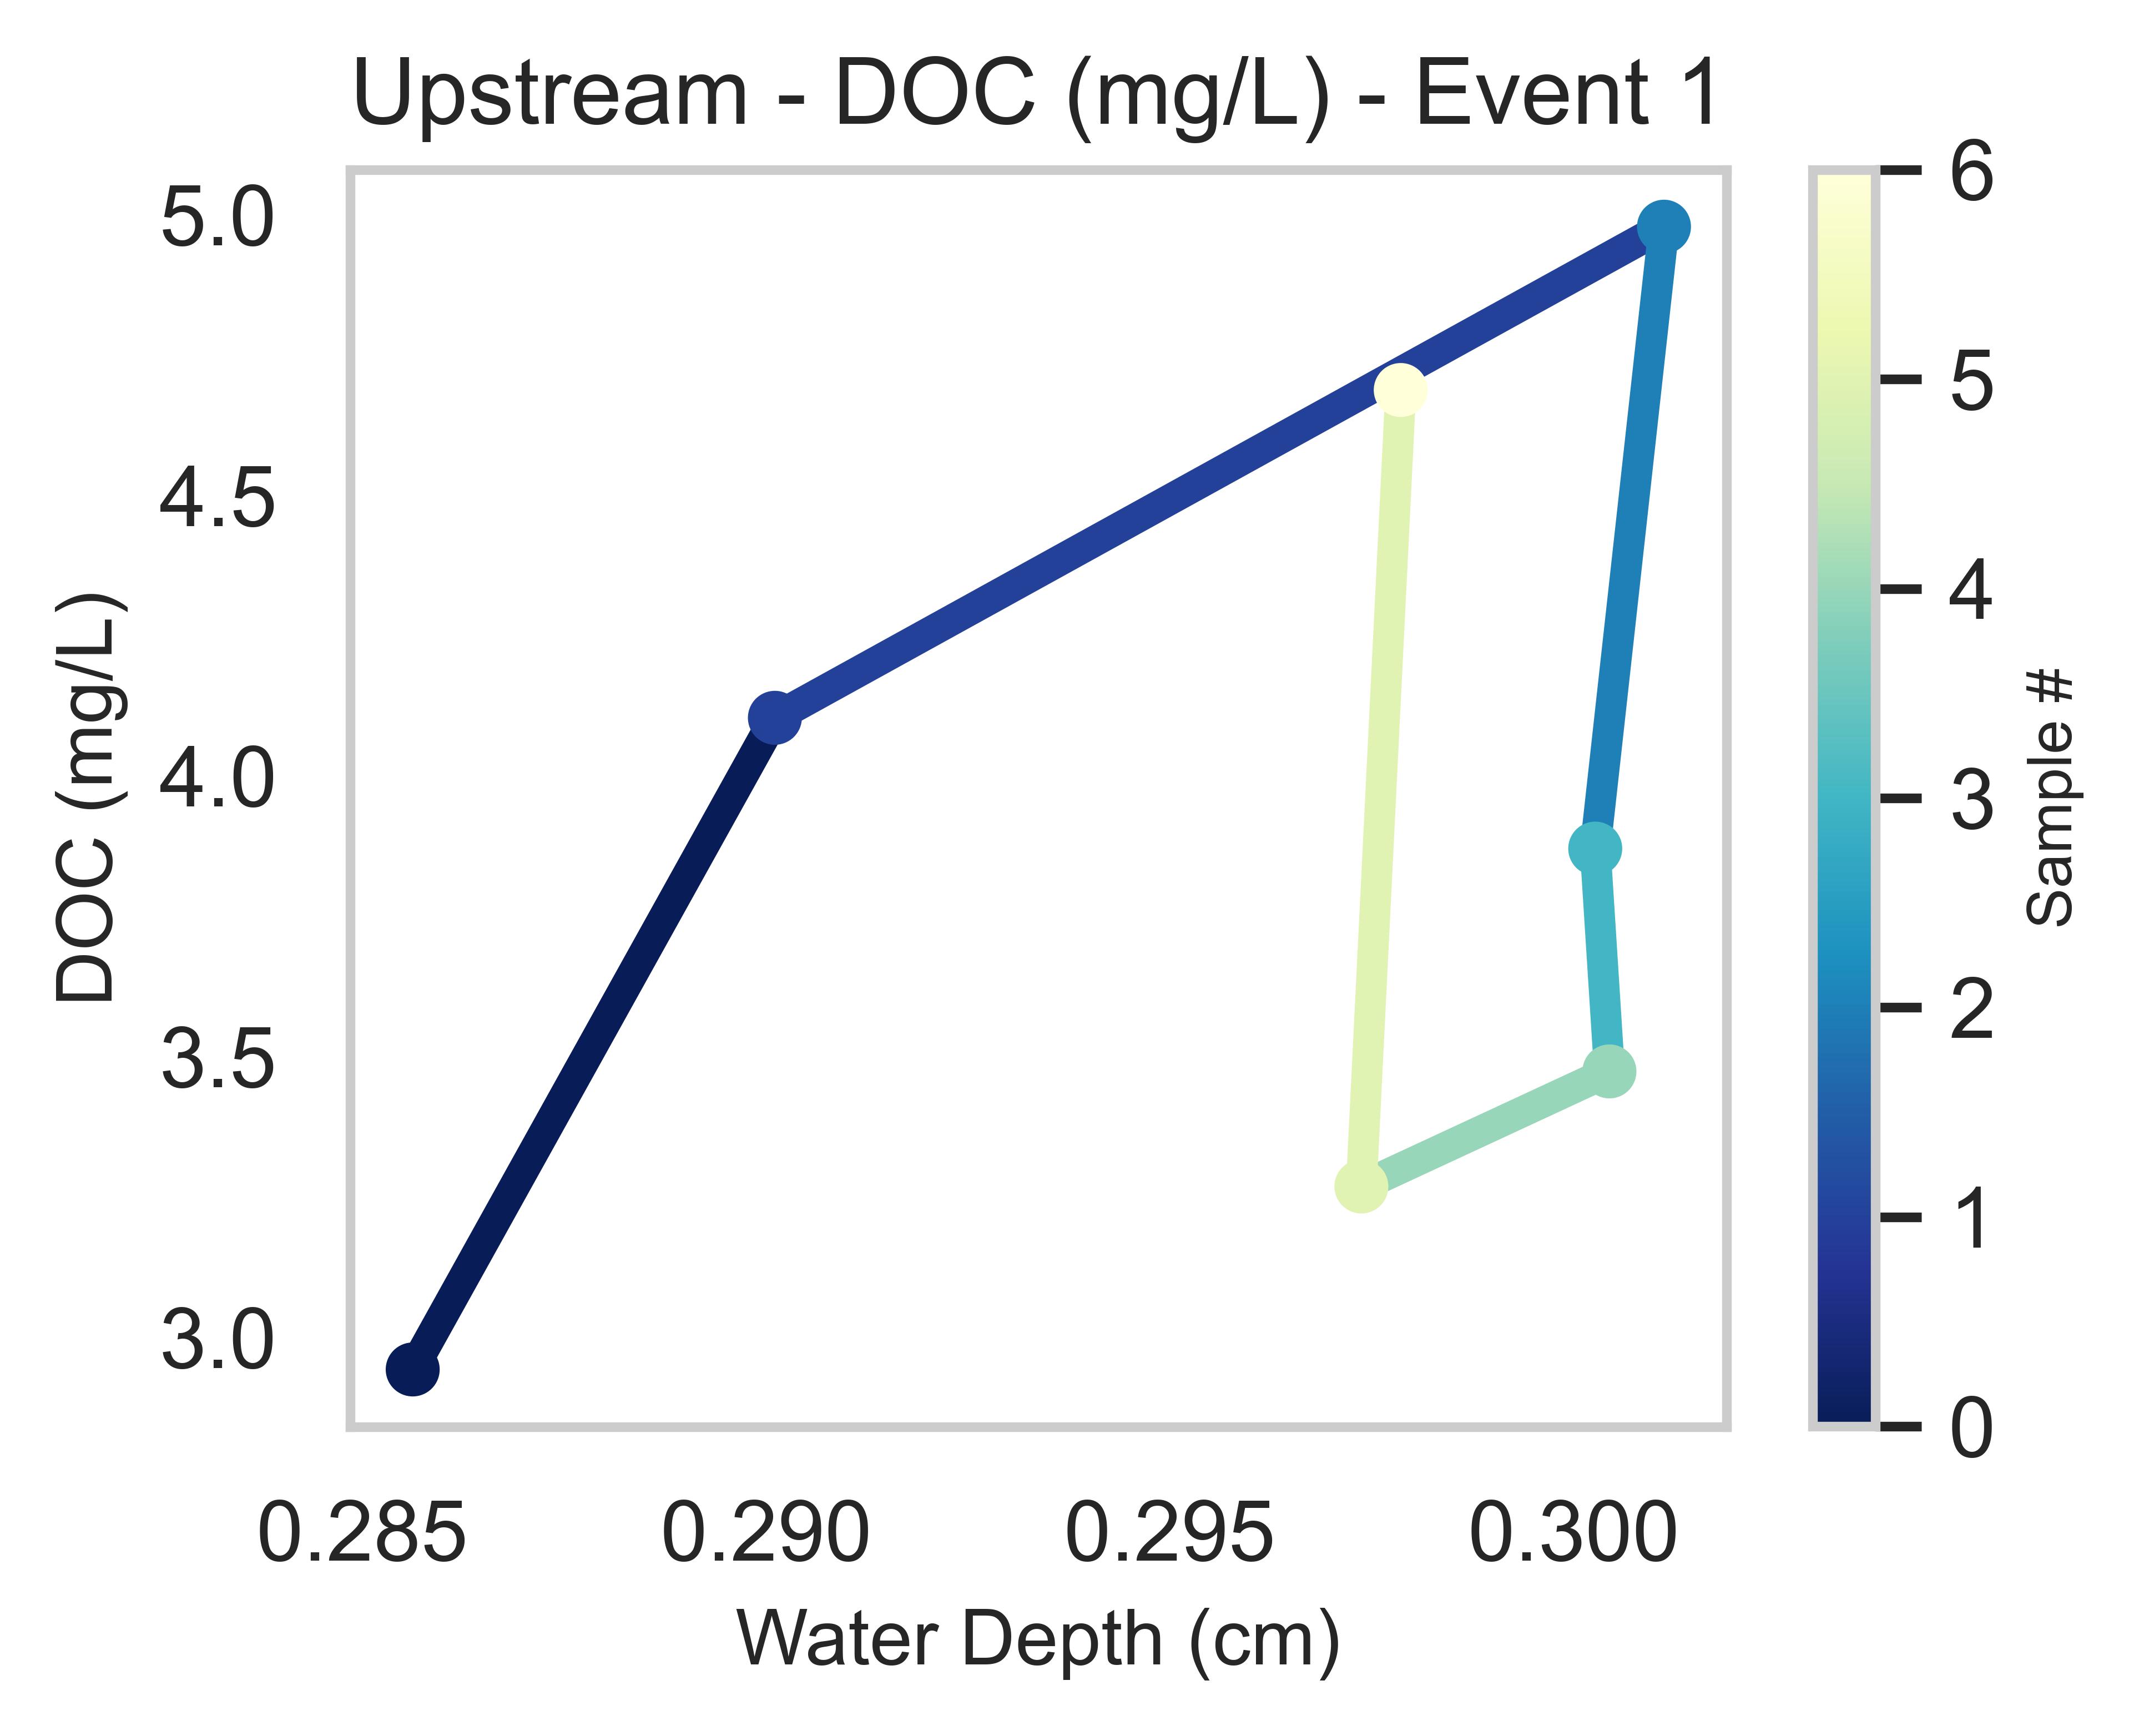 Upstream - DOC (mg/L) - Event 1
DOC (mg/L)
5.0
4.5
4.0
3.5
3.0
0.285 0.290 0.295 0.300
Water Depth (cm)
6
5
4
3
2
1
0
Sample #